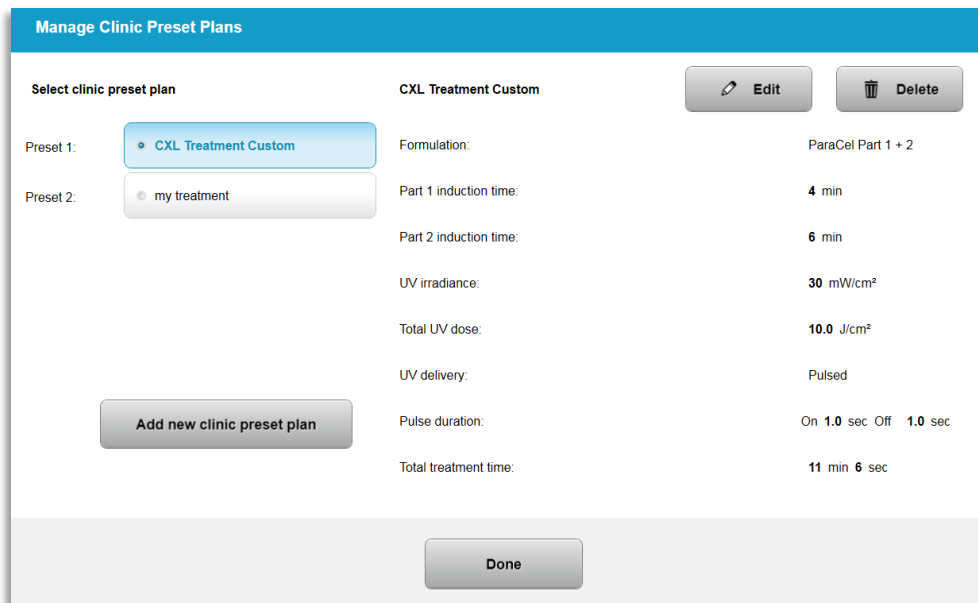 Manage Clinic Preset Plans
Select clinic preset plan
Preset 1:
CXL Treatment Custom
Preset 2:
my treatment
Add new clinic preset plan
CXL Treatment Custom
Edit
Delete
Formulation: ParaCel Part 1 + 2
Part 1 induction time: 4 min
Part 2 induction time: 6 min
UV irradiance: 30 mW/cm²
Total UV dose: 10.0 J/cm²
UV delivery: Pulsed
Pulse duration: On 1.0 sec Off 1.0 sec
Total treatment time: 11 min 6 sec
Done